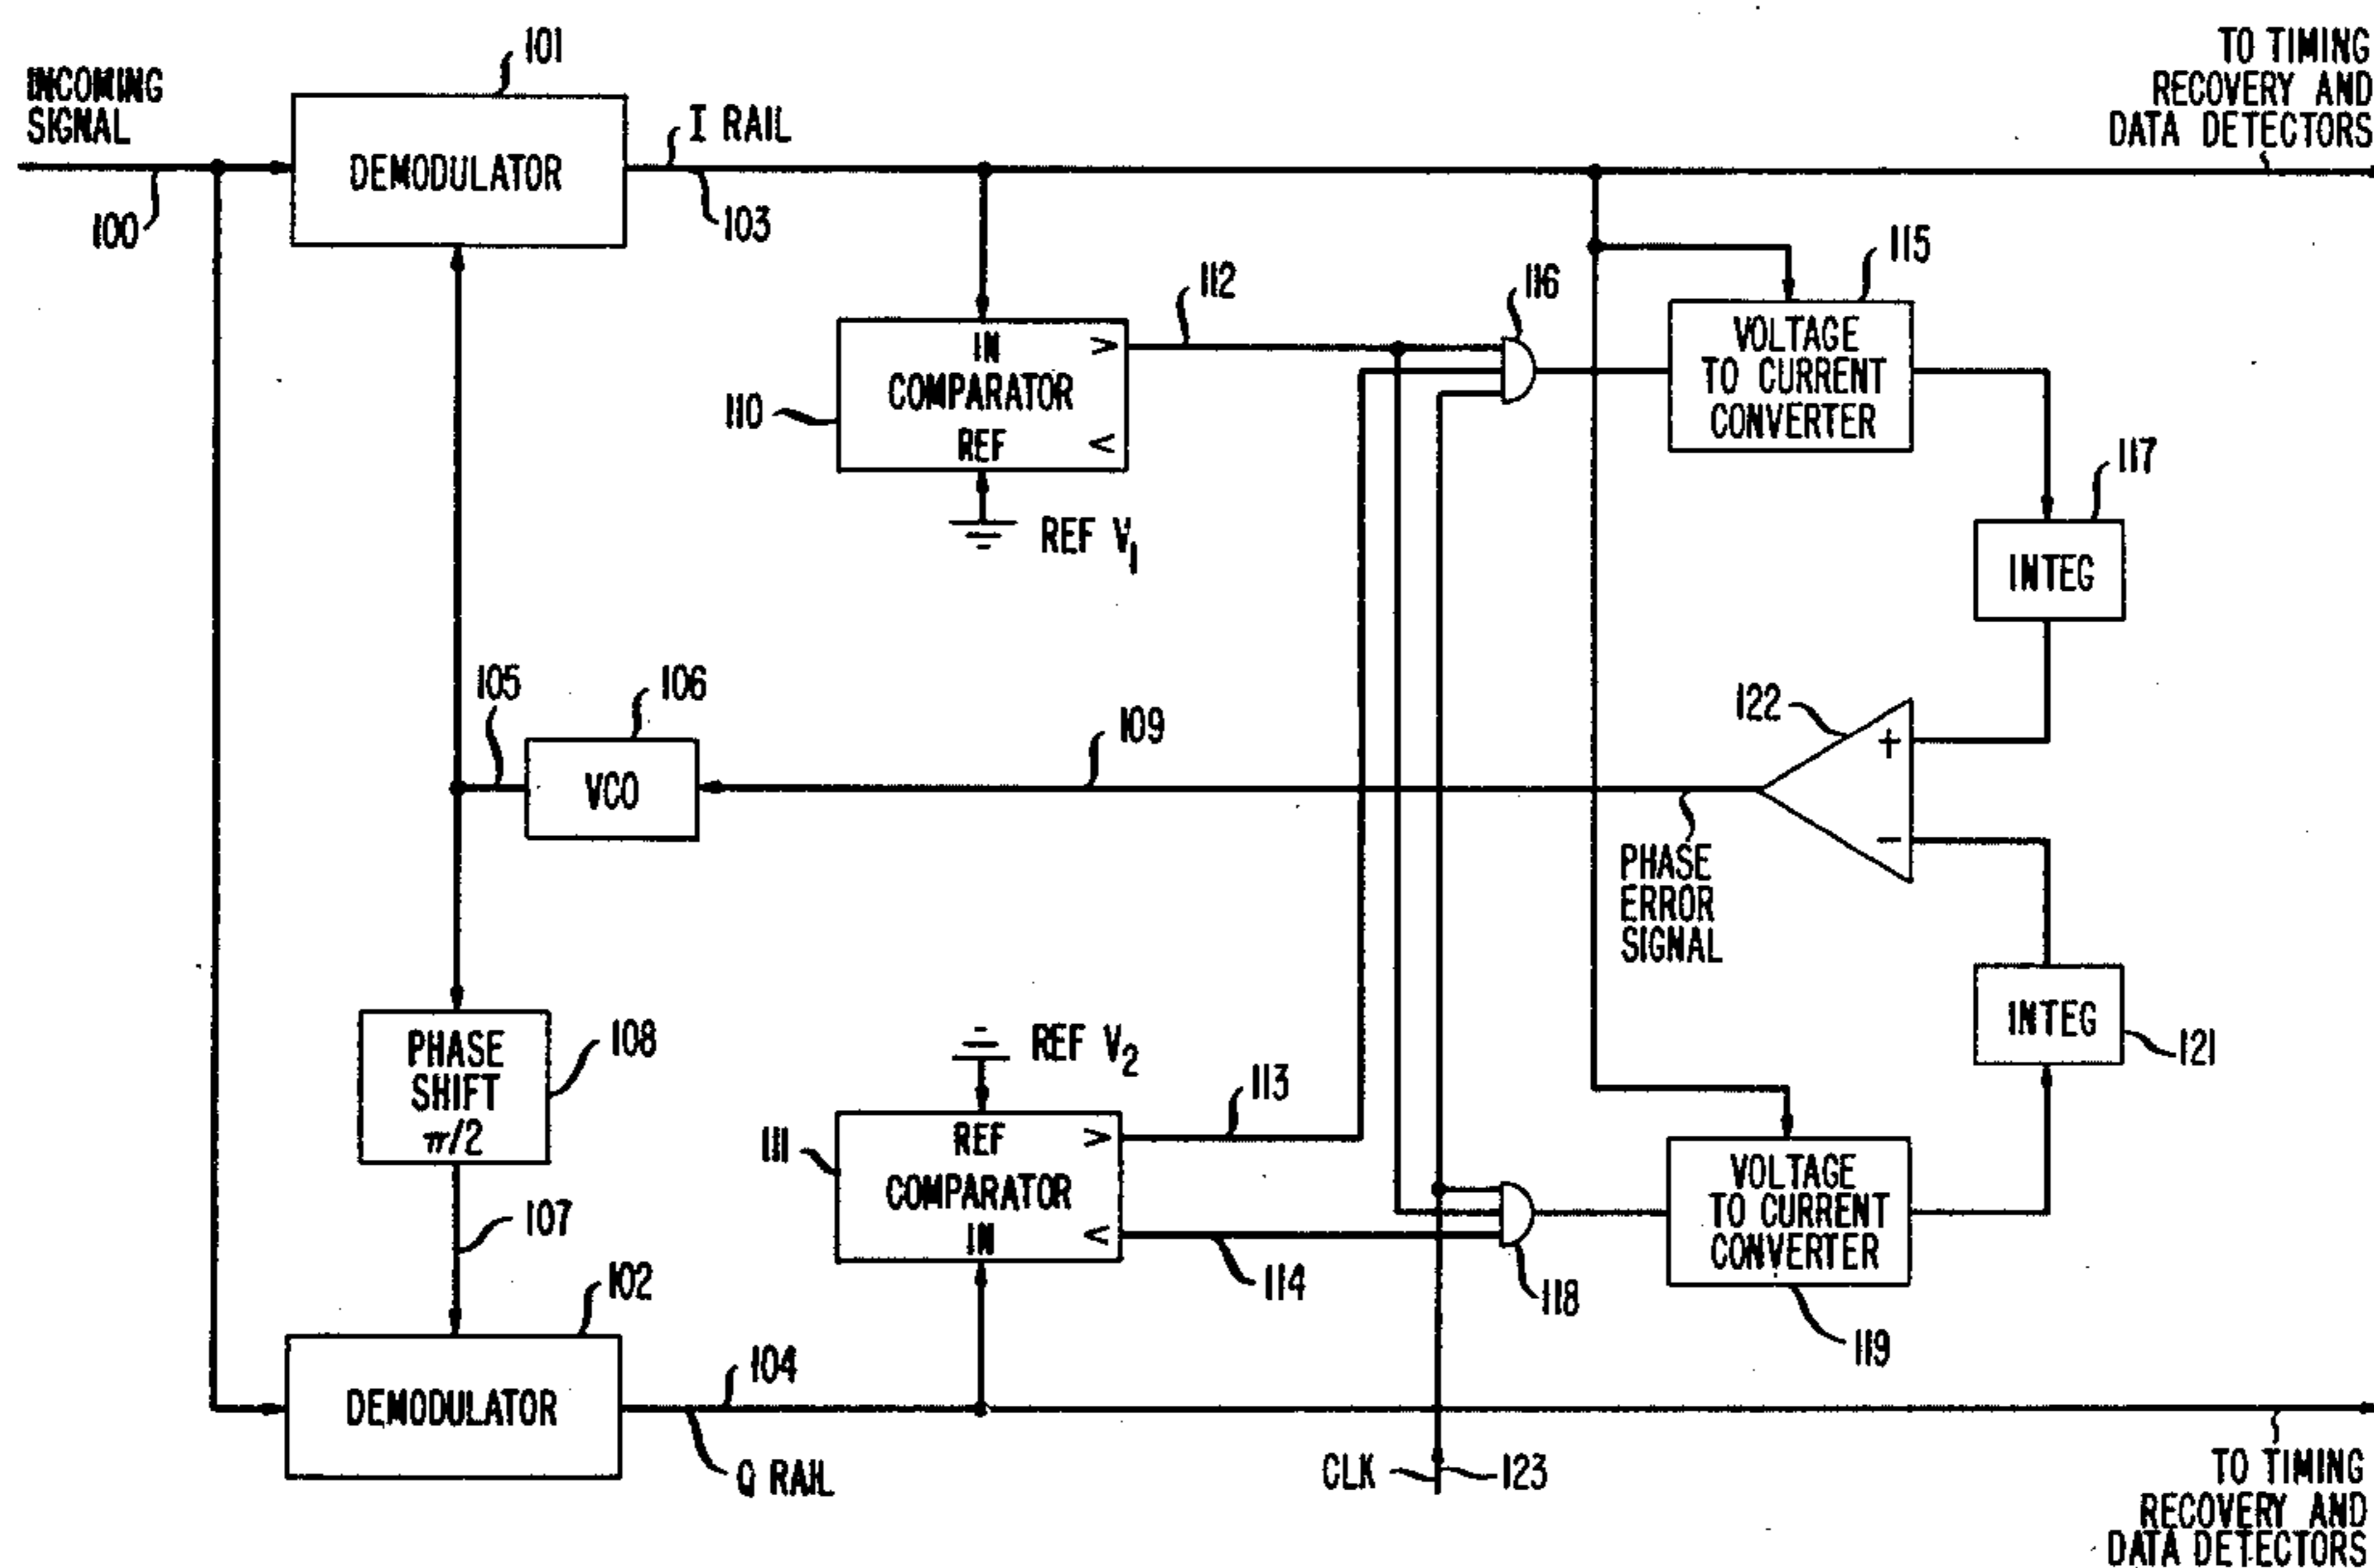 INCOMING
SIGNAL
100
101
DEMODULATOR
I RAIL
103
TO TIMING
RECOVERY AND
DATA DETECTORS
112
116
115
IN
COMPARATOR
REF
>
<
110
REF V1
VOLTAGE
TO CURRENT
CONVERTER
117
INTEG
105
106
VCO
109
122
+
−
PHASE
ERROR
SIGNAL
PHASE
SHIFT
π/2
108
107
REF V2
REF
COMPARATOR
IN
>
<
111
113
114
118
INTEG
121
VOLTAGE
TO CURRENT
CONVERTER
119
102
DEMODULATOR
104
Q RAIL
CLK
123
TO TIMING
RECOVERY AND
DATA DETECTORS